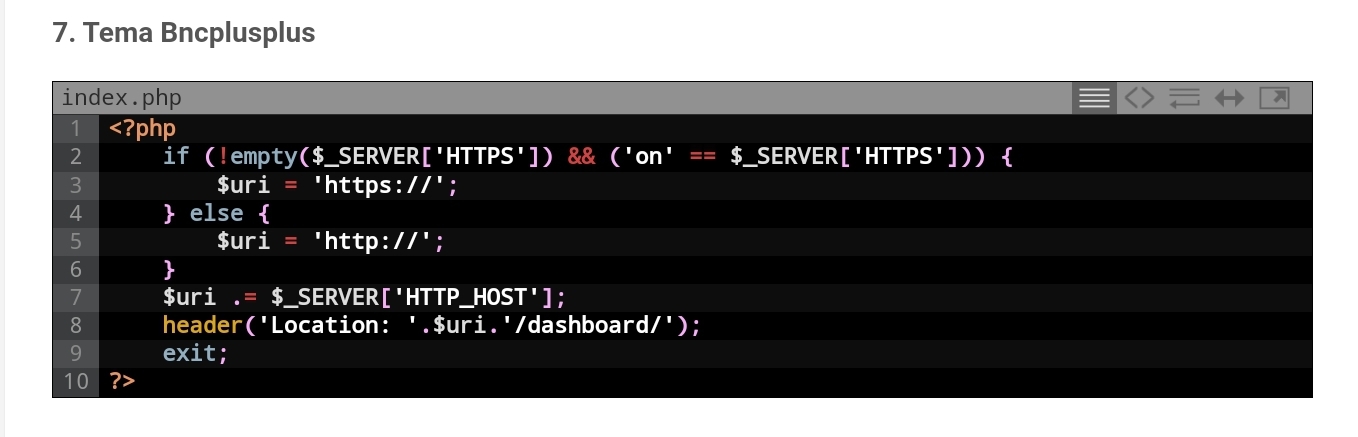 7. Tema Bncplusplus
index.php
1 <?php
2     if (!empty($_SERVER['HTTPS']) && ('on' == $_SERVER['HTTPS'])) {
3         $uri = 'https://';
4     } else {
5         $uri = 'http://';
6     }
7     $uri .= $_SERVER['HTTP_HOST'];
8     header('Location: '.$uri.'/dashboard/');
9     exit;
10 ?>